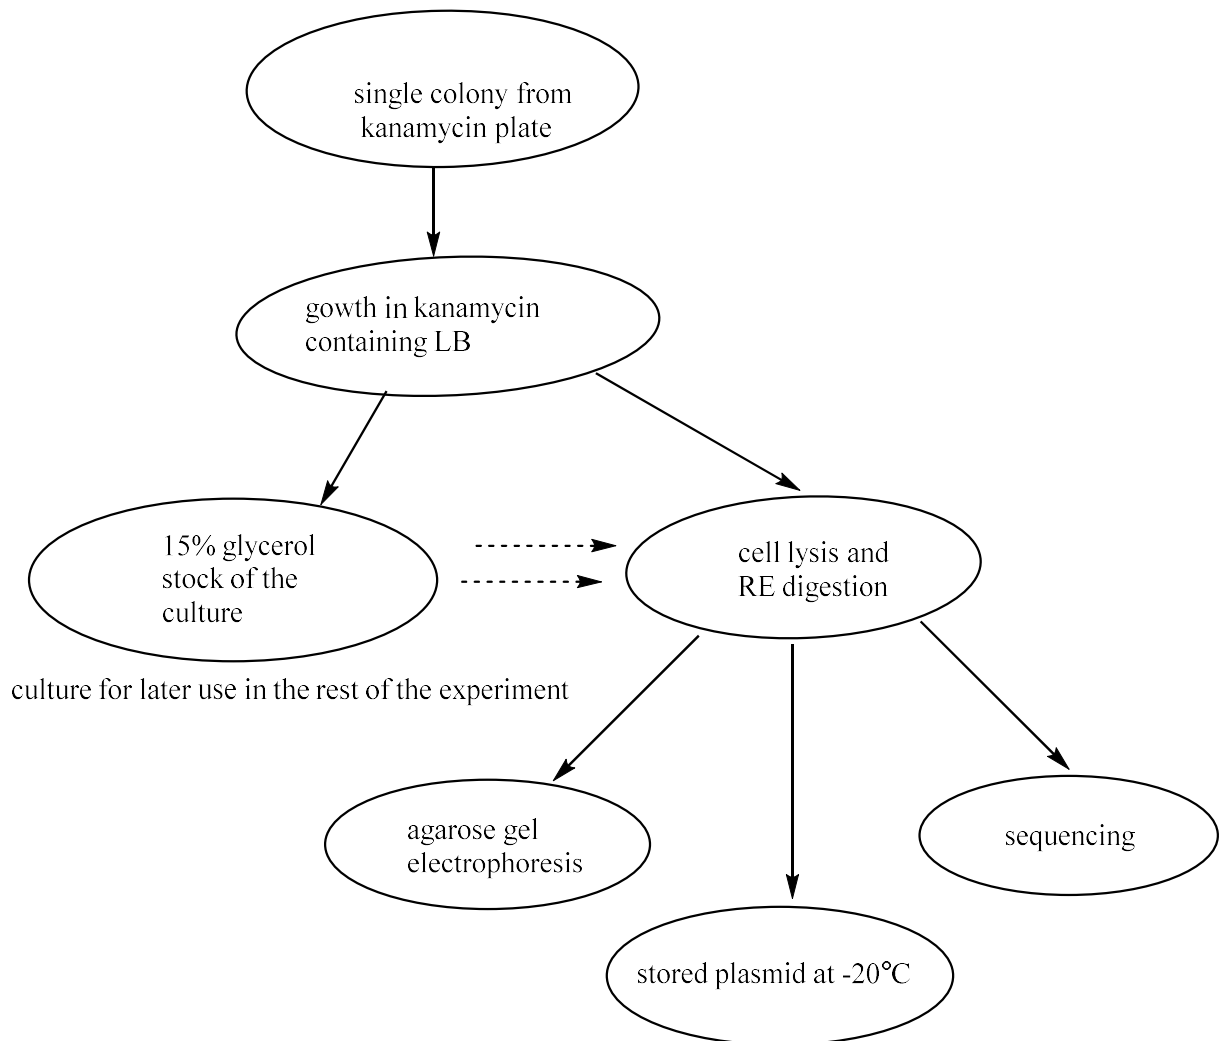 single colony from
kanamycin plate
gowth in kanamycin
containing LB
15% glycerol
stock of the
culture
cell lysis and
RE digestion
culture for later use in the rest of the experiment
agarose gel
electrophoresis
sequencing
stored plasmid at -20°C